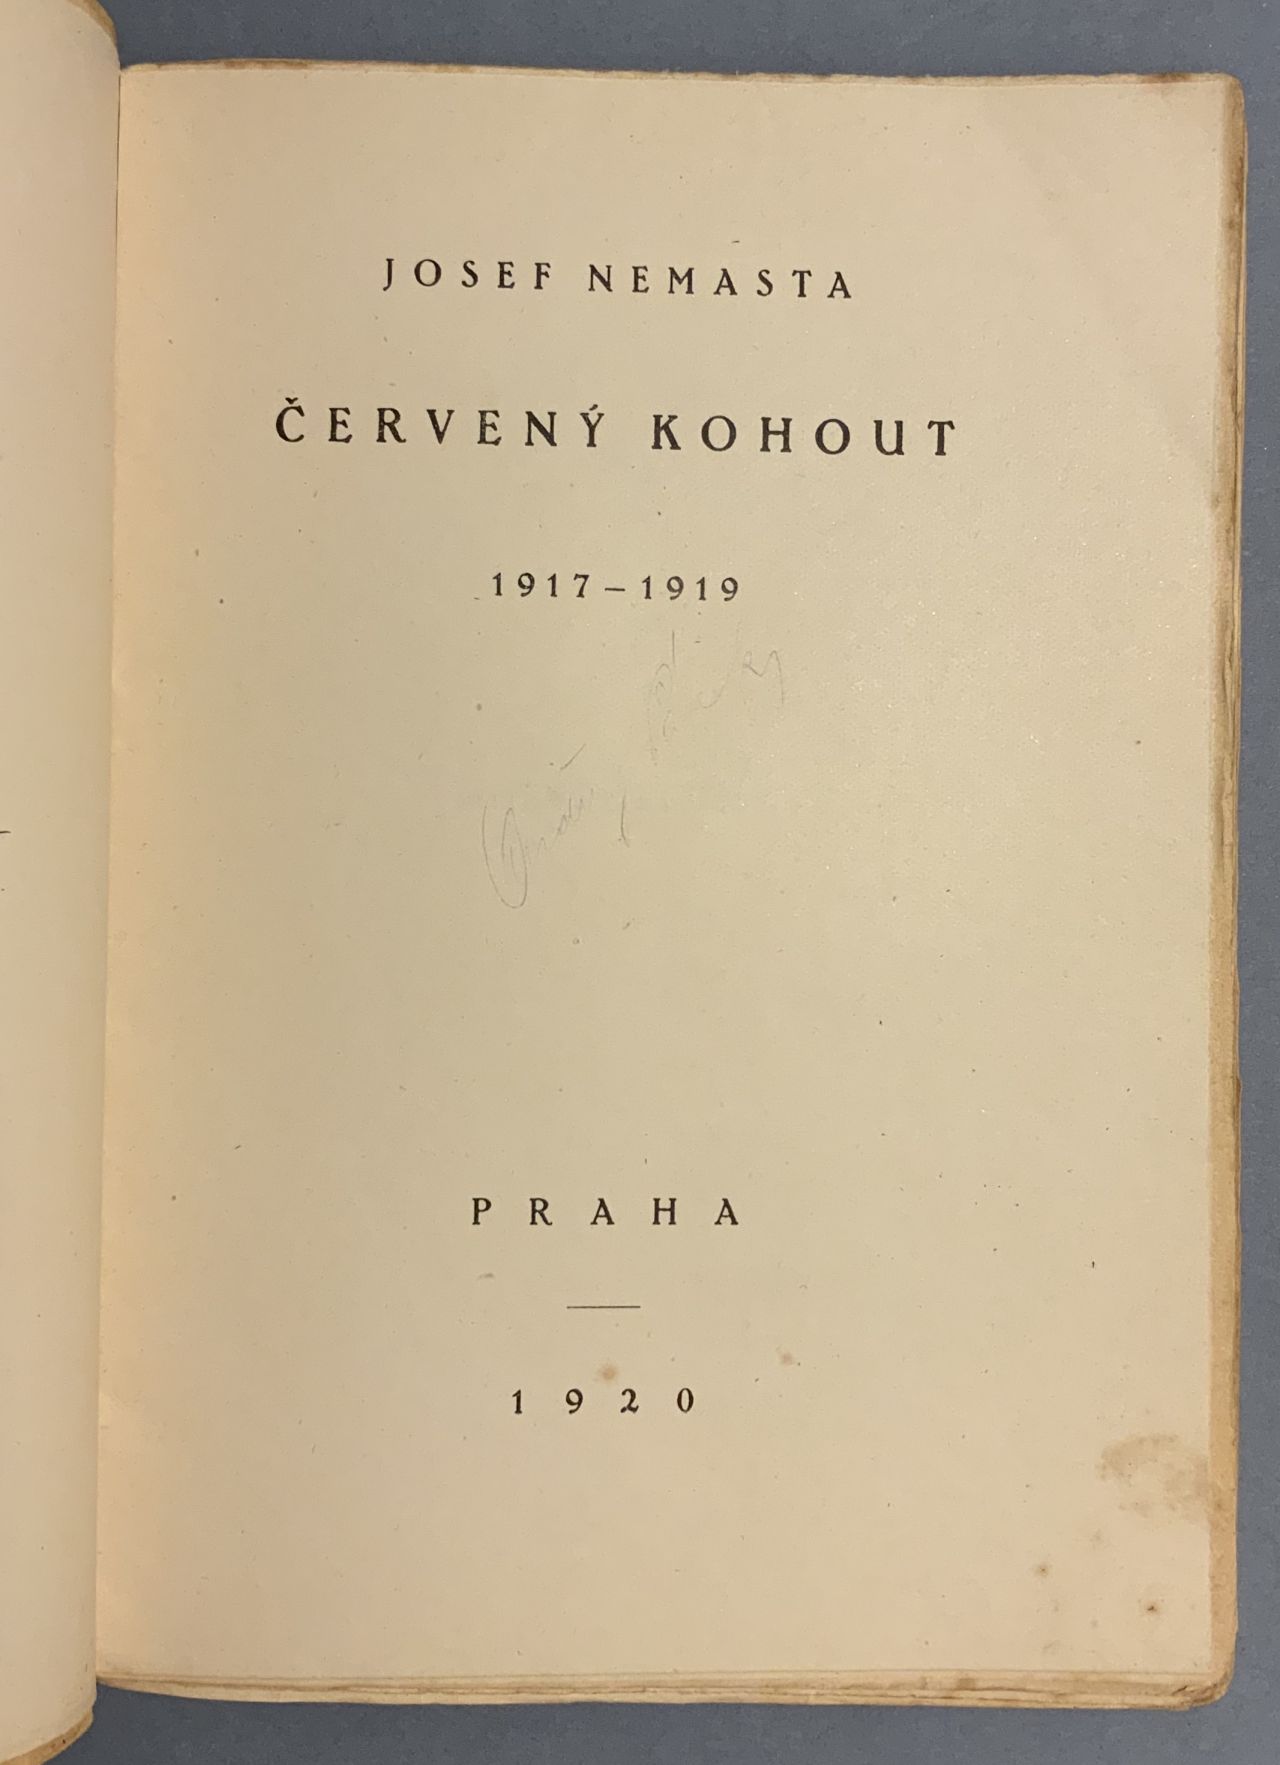 JOSEF NEMASTA
ČERVENÝ KOHOUT
1917–1919
PRAHA
1920